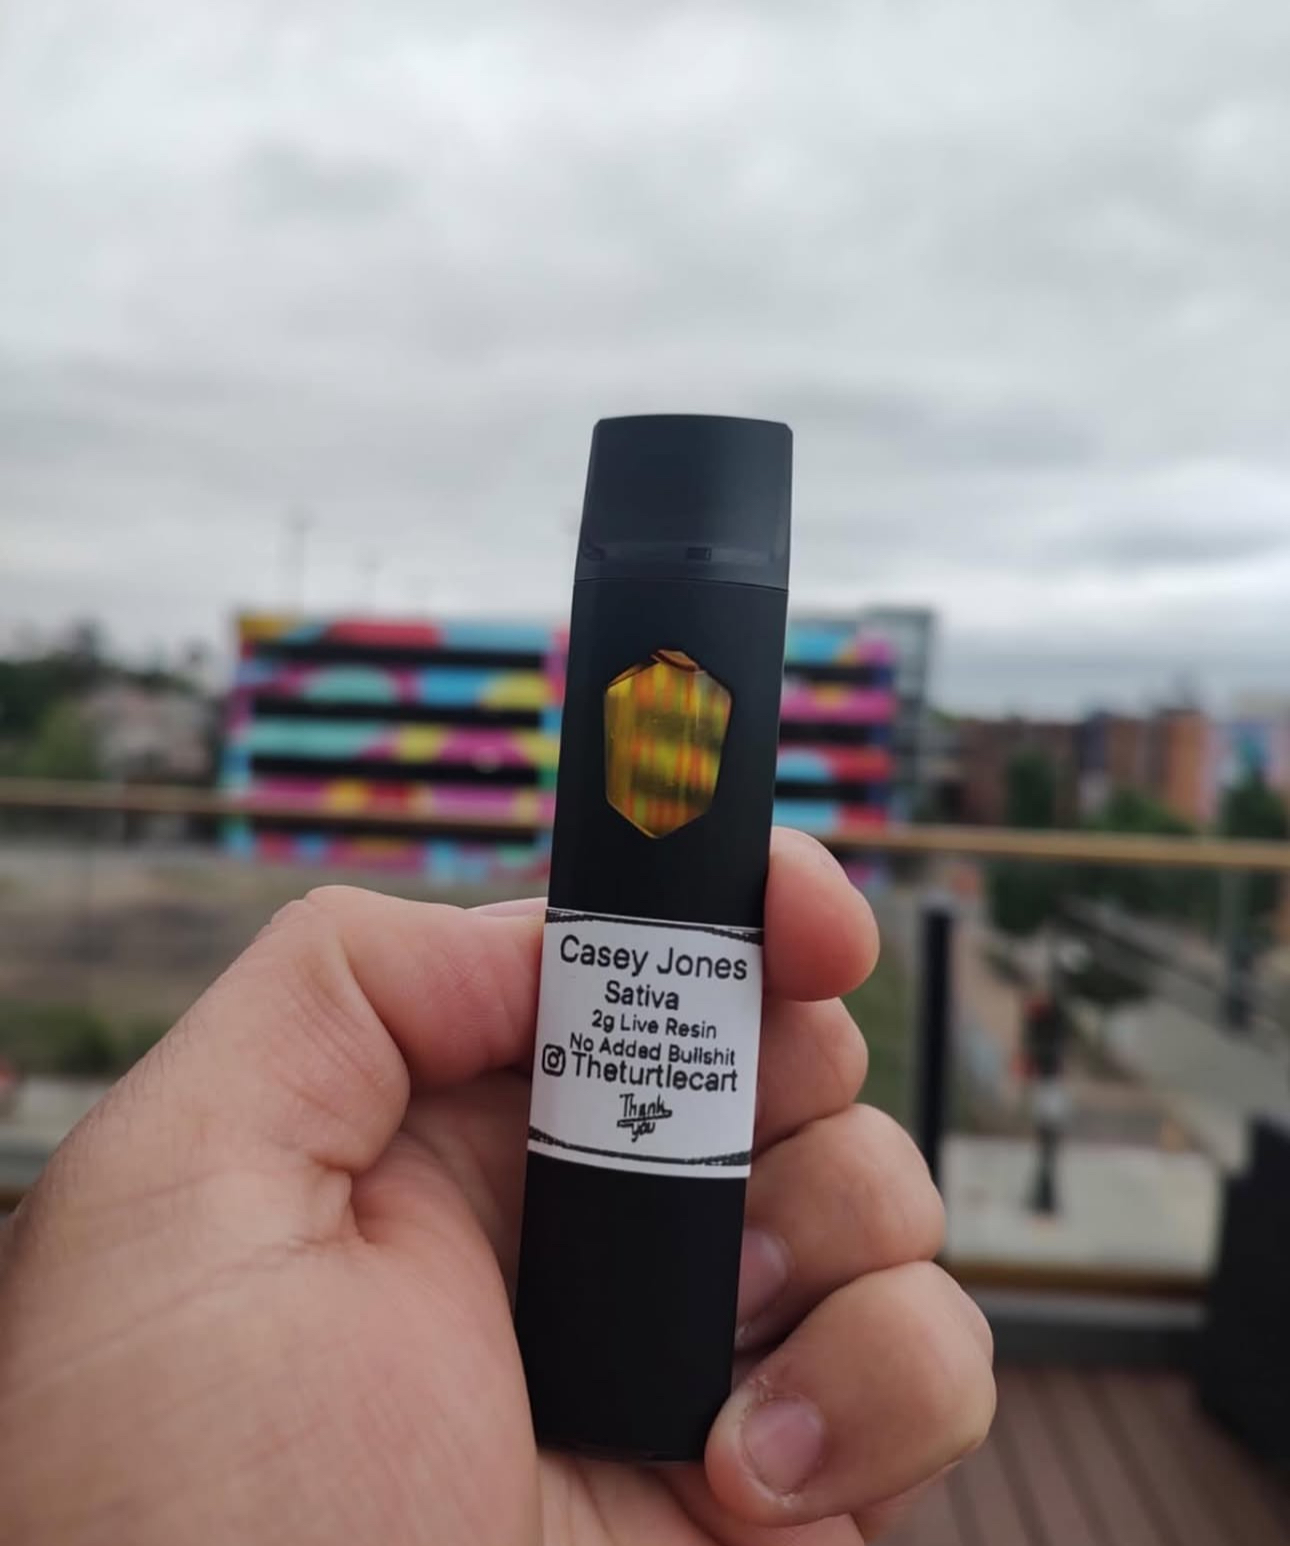 Casey Jones
Sativa
2g Live Resin
No Added Bullshit
Theturtlecart
Thank
you